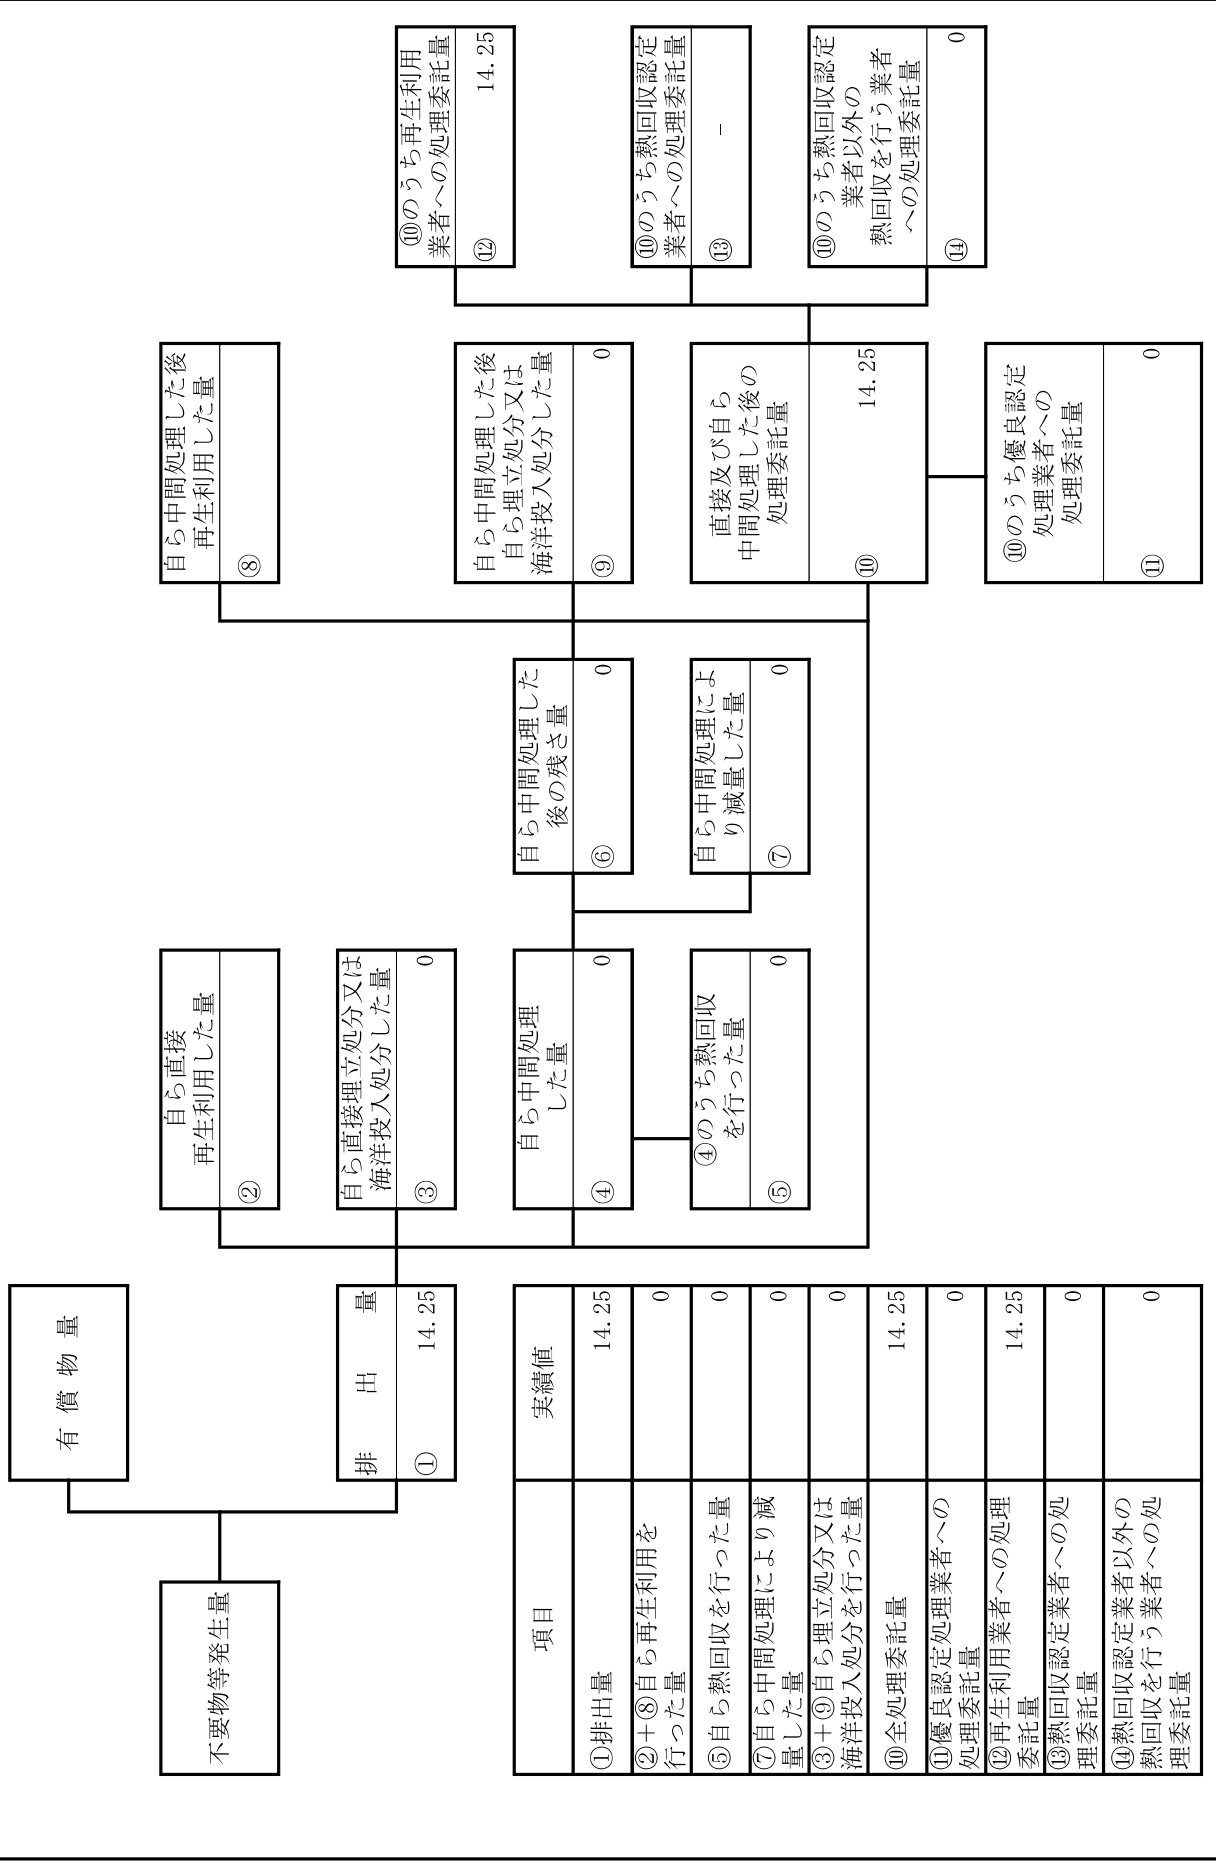 不要物等発生量
有償物量
排出量
① 14.25
自ら直接
再生利用した量
②
自ら直接埋立処分又は
海洋投入処分した量
③ 0
自ら中間処理
した量
④ 0
④のうち熱回収
を行った量
⑤ 0
自ら中間処理した
後の残さ量
⑥ 0
自ら中間処理によ
り減量した量
⑦ 0
自ら中間処理した後
再生利用した量
⑧
自ら中間処理した後
自ら埋立処分又は
海洋投入処分した量
⑨ 0
直接及び自ら
中間処理した後の
処理委託量
⑩ 14.25
⑩のうち優良認定
処理業者への
処理委託量
⑪ 0
⑩のうち再生利用
業者への処理委託量
⑫ 14.25
⑩のうち熱回収認定
業者への処理委託量
⑬ －
⑩のうち熱回収認定
業者以外の
熱回収を行う業者
への処理委託量
⑭ 0
項目 実績値
①排出量 14.25
②＋⑧自ら再生利用を
行った量 0
⑤自ら熱回収を行った量 0
⑦自ら中間処理により減
量した量 0
③＋⑨自ら埋立処分又は
海洋投入処分を行った量 0
⑩全処理委託量 14.25
⑪優良認定処理業者への
処理委託量 0
⑫再生利用業者への処理
委託量 14.25
⑬熱回収認定業者への処
理委託量 0
⑭熱回収認定業者以外の
熱回収を行う業者への処
理委託量 0